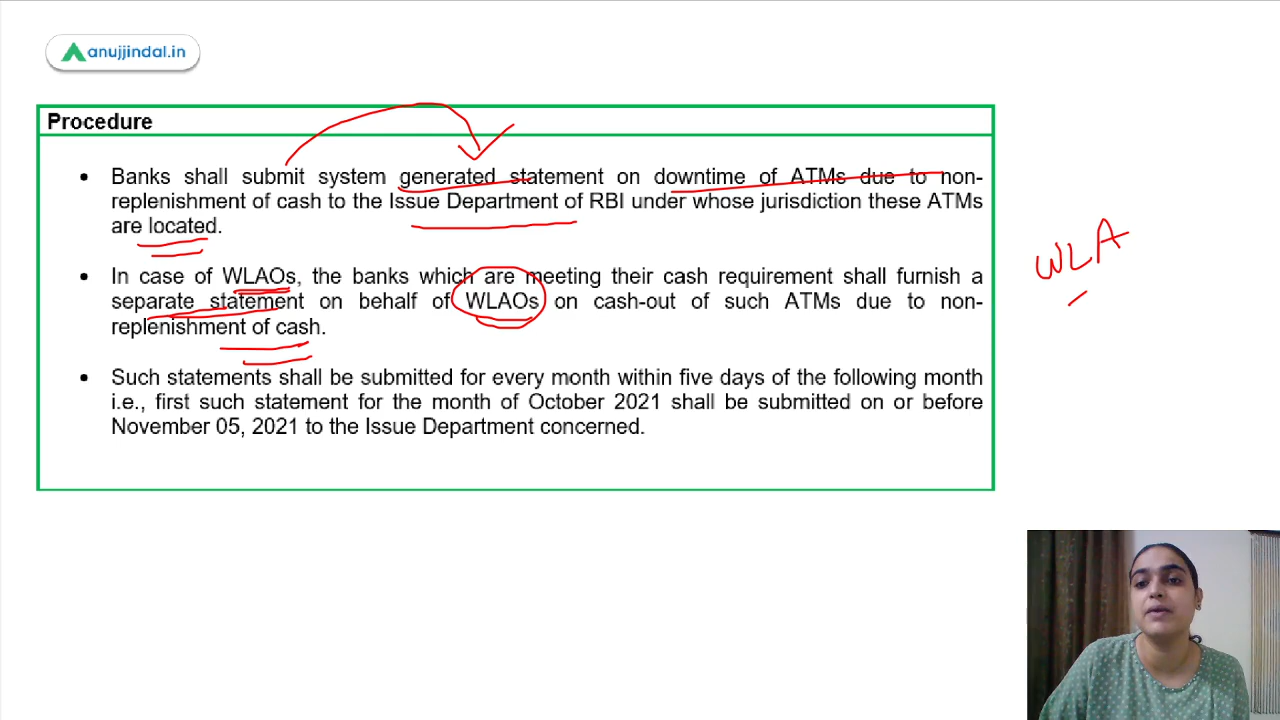 anujjindal.in
Procedure
• Banks shall submit system generated statement on downtime of ATMs due to non-
replenishment of cash to the Issue Department of RBI under whose jurisdiction these ATMs
are located.
WLA
• In case of WLAOs, the banks which are meeting their cash requirement shall furnish a
separate statement on behalf of WLAOs on cash-out of such ATMs due to non-
replenishment of cash.
• Such statements shall be submitted for every month within five days of the following month
i.e., first such statement for the month of October 2021 shall be submitted on or before
November 05, 2021 to the Issue Department concerned.